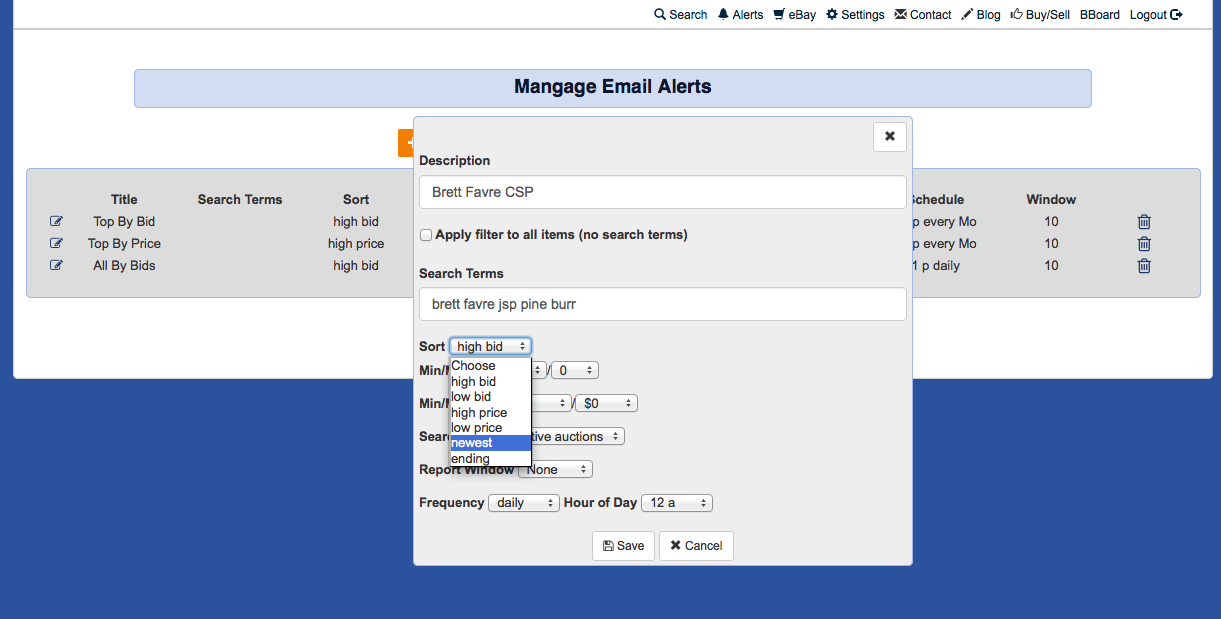 Search Alerts eBay Settings Contact Blog Buy/Sell BBoard Logout
Mangage Email Alerts
Description
Brett Favre CSP
Title Search Terms Sort Schedule Window
Top By Bid high bid p every Mo 10
Apply filter to all items (no search terms)
Top By Price high price p every Mo 10
All By Bids high bid 1 p daily 10
Search Terms
brett favre jsp pine burr
Sort high bid
Choose
high bid
low bid
high price
low price
newest
ending
Min/ / 0
Min/ / $0
Sear tive auctions
Report Window None
Frequency daily Hour of Day 12 a
Save Cancel